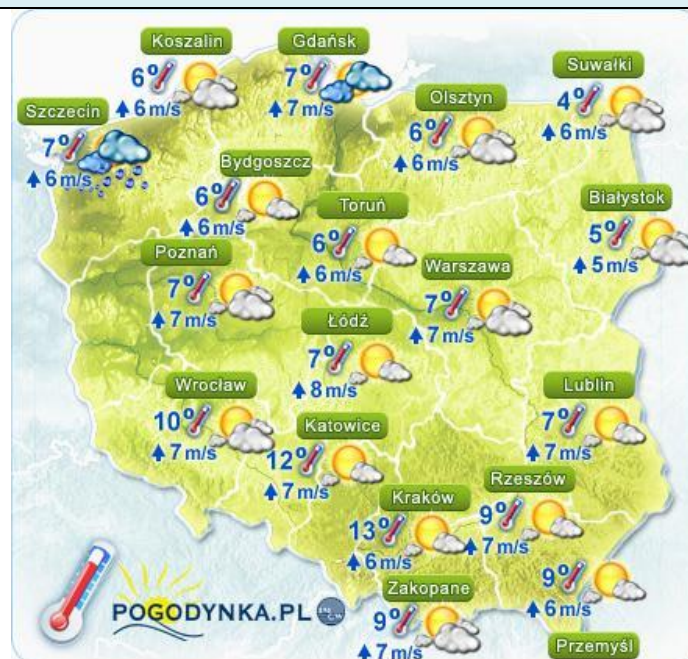 Koszalin
6°
6 m/s
Gdańsk
7°
7 m/s
Suwałki
4°
6 m/s
Szczecin
7°
6 m/s
Olsztyn
6°
6 m/s
Bydgoszcz
6°
6 m/s
Toruń
6°
6 m/s
Białystok
5°
5 m/s
Poznań
7°
7 m/s
Warszawa
7°
7 m/s
Łódź
7°
8 m/s
Wrocław
10°
7 m/s
Katowice
12°
7 m/s
Lublin
7°
7 m/s
Kraków
13°
6 m/s
Rzeszów
9°
7 m/s
Zakopane
9°
7 m/s
9°
6 m/s
Przemyśl
POGODYNKA.PL